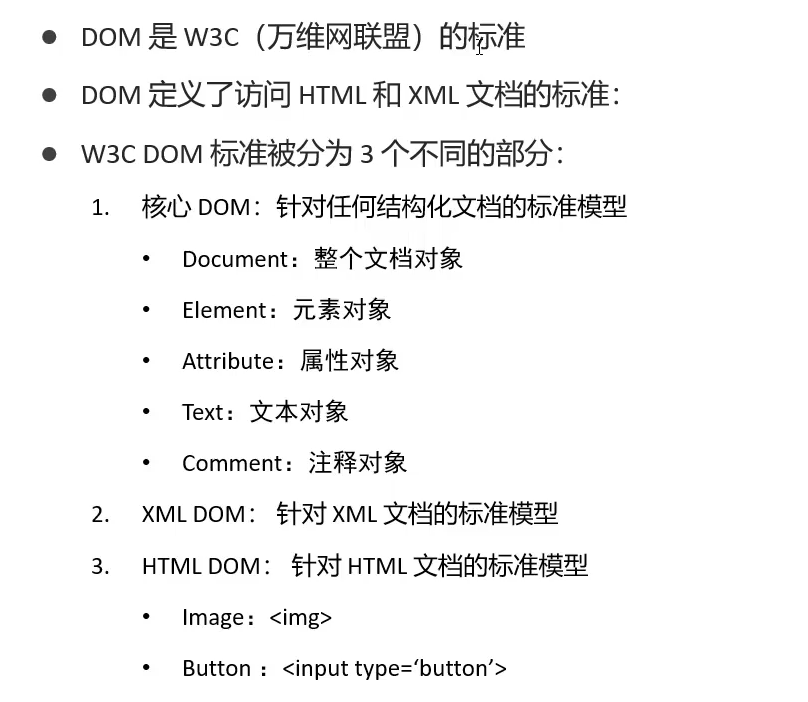 ● DOM 是 W3C（万维网联盟）的标准
● DOM 定义了访问 HTML 和 XML 文档的标准：
● W3C DOM 标准被分为 3 个不同的部分：
1. 核心 DOM：针对任何结构化文档的标准模型
• Document：整个文档对象
• Element：元素对象
• Attribute：属性对象
• Text：文本对象
• Comment：注释对象
2. XML DOM： 针对 XML 文档的标准模型
3. HTML DOM： 针对 HTML 文档的标准模型
• Image：<img>
• Button ：<input type=‘button’>